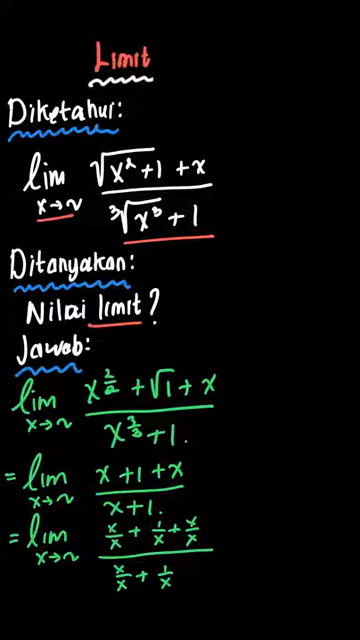 Limit
Diketahui:
lim x→~ (√(x²+1) + x) / (³√(x³) + 1)
Ditanyakan:
Nilai limit?
Jawab:
lim x→~ (x^(2/2) + √1 + x) / (x^(3/3) + 1.)
= lim x→~ (x + 1 + x) / (x + 1.)
= lim x→~ (x/x + 1/x + x/x) / (x/x + 1/x)